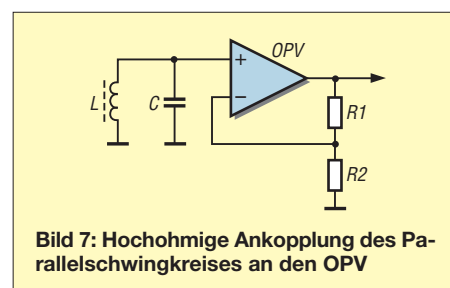 OPV
+
L
C
−
R1
R2
Bild 7: Hochohmige Ankopplung des Pa-
rallelschwingkreises an den OPV